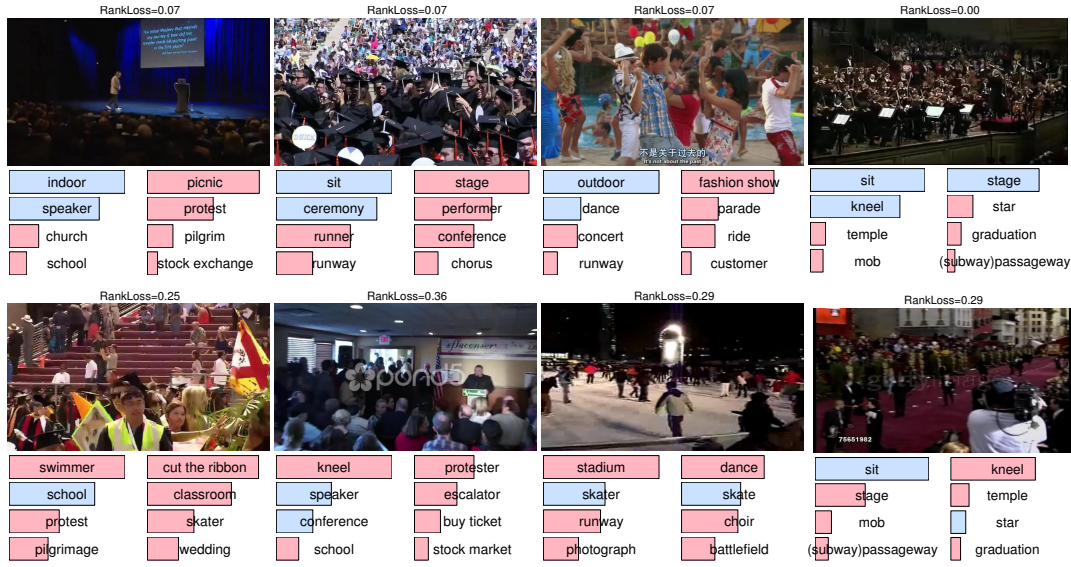 RankLoss=0.07
RankLoss=0.07
RankLoss=0.07
RankLoss=0.00
不是关于过去的
It's not about the past
indoor
picnic
sit
stage
outdoor
fashion show
sit
stage
speaker
protest
ceremony
performer
dance
parade
kneel
star
church
pilgrim
runner
conference
concert
ride
temple
graduation
school
stock exchange
runway
chorus
runway
customer
mob
(subway)passageway
RankLoss=0.25
RankLoss=0.36
RankLoss=0.29
RankLoss=0.29
pond5
75651982
swimmer
cut the ribbon
kneel
protester
stadium
dance
sit
kneel
school
classroom
speaker
escalator
skater
skate
stage
temple
protest
skater
conference
buy ticket
runway
choir
mob
star
pilgrimage
wedding
school
stock market
photograph
battlefield
(subway)passageway
graduation